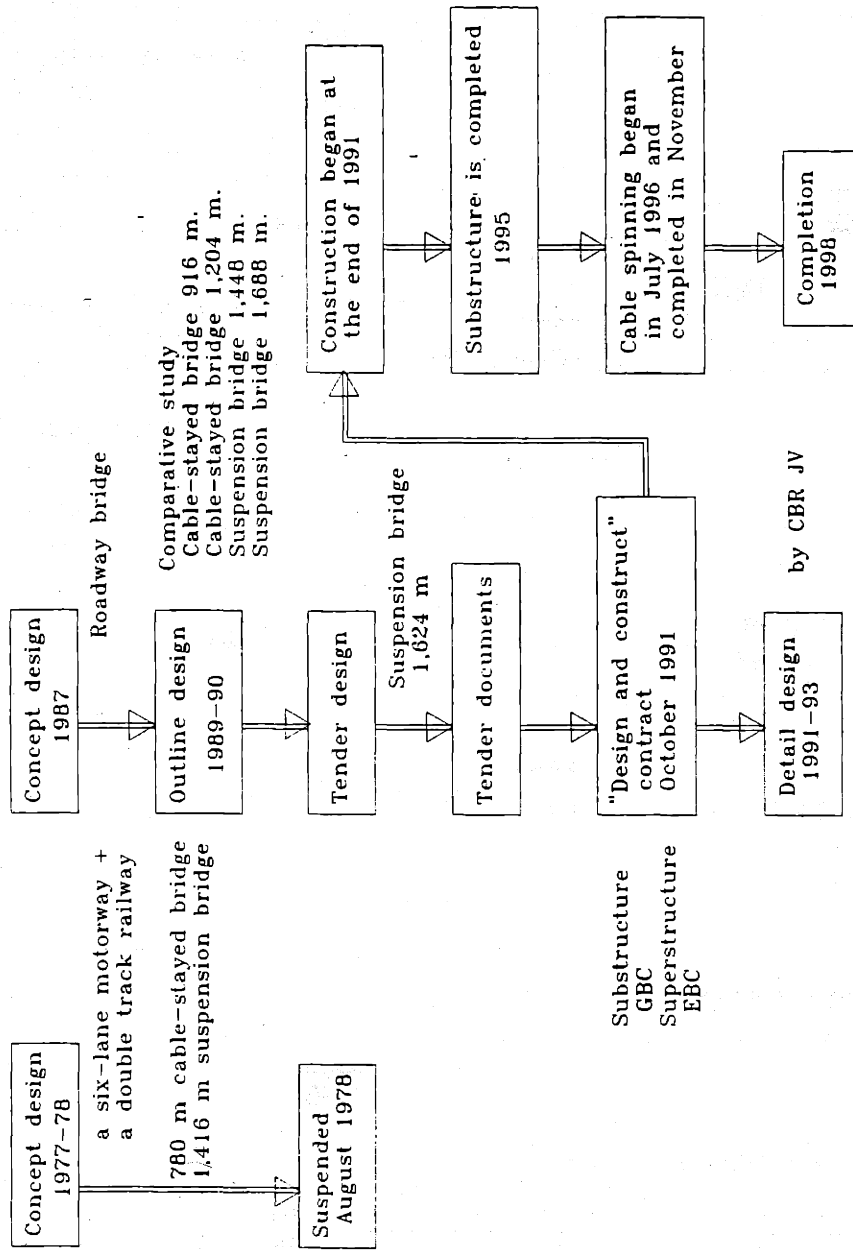 Concept design
1977-78
a six-lane motorway +
a double track railway
780 m cable-stayed bridge
1,416 m suspension bridge
Suspended
August 1978
Concept design
1987
Roadway bridge
Outline design
1989-90
Comparative study
Cable-stayed bridge 916 m.
Cable-stayed bridge 1,204 m.
Suspension bridge 1,448 m.
Suspension bridge 1,688 m.
Tender design
Suspension bridge
1,624 m
Tender documents
"Design and construct"
contract
October 1991
Substructure
GBC
Superstructure
EBC
Detail design
1991-93
by CBR JV
Construction began at
the end of 1991
Substructure is completed
1995
Cable spinning began
in July 1996 and
completed in November
Completion
1998